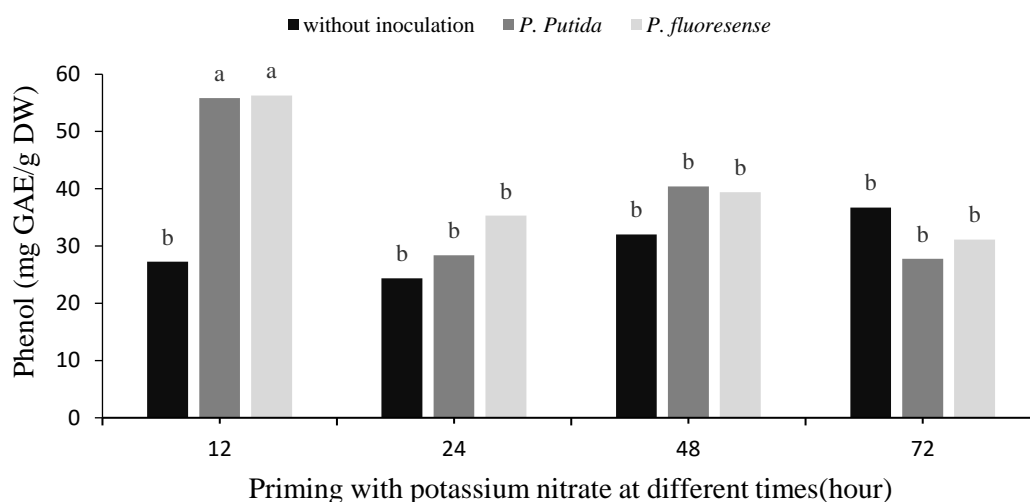 without inoculation P. Putida P. fluoresense
Phenol (mg GAE/g DW)
60
50
40
30
20
10
0
a a
b
b b b
b b b
b b b
12 24 48 72
Priming with potassium nitrate at different times(hour)